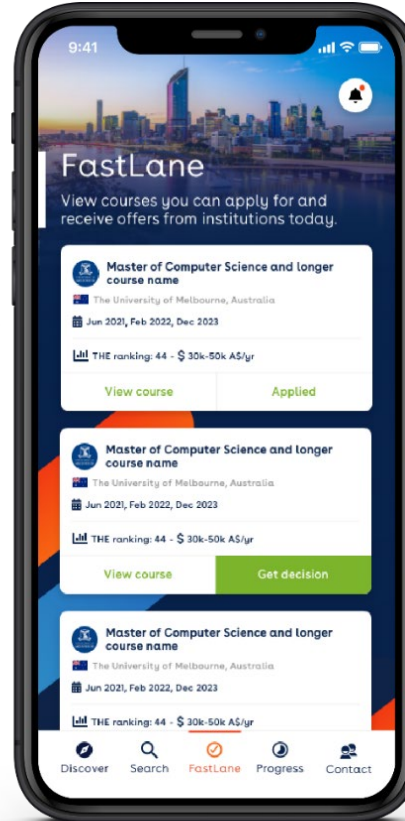 9:41
FastLane
View courses you can apply for and
receive offers from institutions today.
Master of Computer Science and longer
course name
The University of Melbourne, Australia
Jun 2021, Feb 2022, Dec 2023
THE ranking: 44 - $ 30k-50k A$/yr
View course
Applied
Master of Computer Science and longer
course name
The University of Melbourne, Australia
Jun 2021, Feb 2022, Dec 2023
THE ranking: 44 - $ 30k-50k A$/yr
View course
Get decision
Master of Computer Science and longer
course name
The University of Melbourne, Australia
Jun 2021, Feb 2022, Dec 2023
THE ranking: 44 - $ 30k-50k A$/yr
Discover
Search
FastLane
Progress
Contact